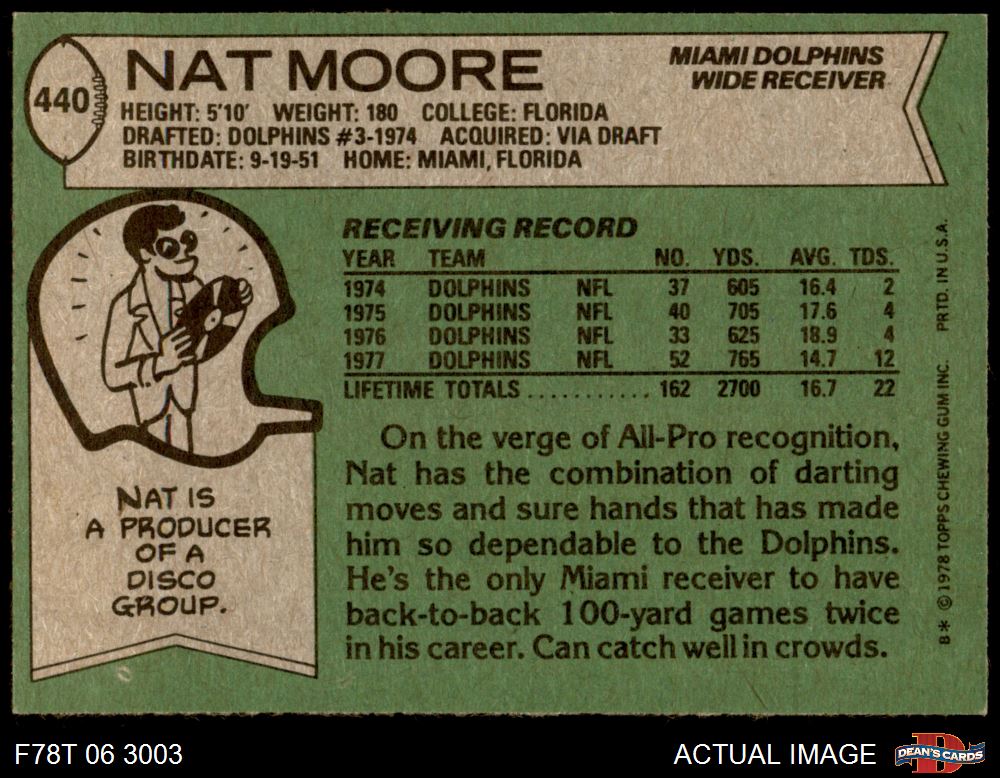 440
NAT MOORE
MIAMI DOLPHINS
WIDE RECEIVER
HEIGHT: 5'10' WEIGHT: 180 COLLEGE: FLORIDA
DRAFTED: DOLPHINS #3-1974 ACQUIRED: VIA DRAFT
BIRTHDATE: 9-19-51 HOME: MIAMI, FLORIDA
NAT IS
A PRODUCER
OF A
DISCO
GROUP.
RECEIVING RECORD
YEAR TEAM NO. YDS. AVG. TDS.
1974 DOLPHINS NFL 37 605 16.4 2
1975 DOLPHINS NFL 40 705 17.6 4
1976 DOLPHINS NFL 33 625 18.9 4
1977 DOLPHINS NFL 52 765 14.7 12
LIFETIME TOTALS ........... 162 2700 16.7 22
On the verge of All-Pro recognition,
Nat has the combination of darting
moves and sure hands that has made
him so dependable to the Dolphins.
He's the only Miami receiver to have
back-to-back 100-yard games twice
in his career. Can catch well in crowds.
B* © 1978 TOPPS CHEWING GUM INC. PRTD. IN U.S.A.
F78T 06 3003
ACTUAL IMAGE
D
DEAN'S CARDS